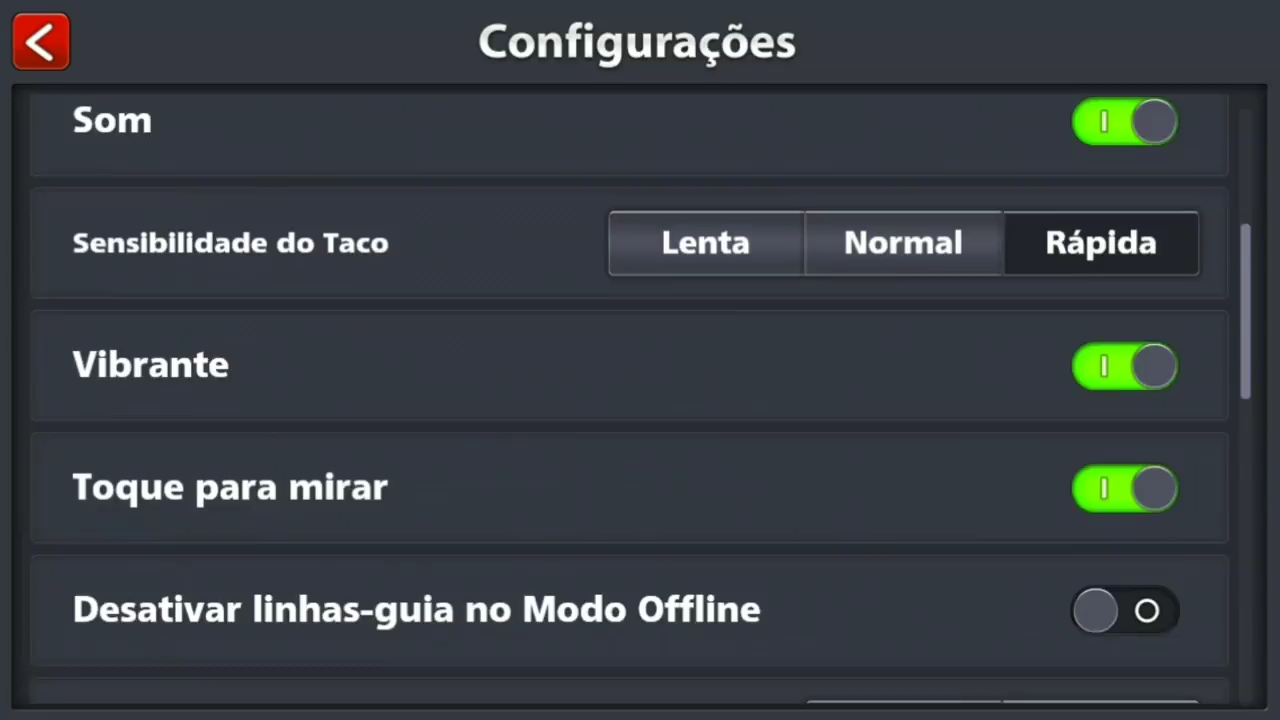 Configurações
Som
Sensibilidade do Taco
Lenta
Normal
Rápida
Vibrante
Toque para mirar
Desativar linhas-guia no Modo Offline